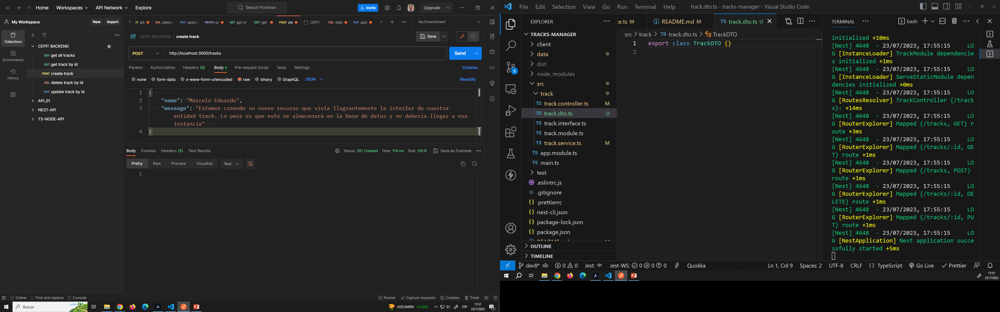 Home Workspaces API Network Explore
Search Postman
Invite
Upgrade
My Workspace
New Import
DELE delete
PUT update
PATCH pa
GET get all
GET get
POST cre
CEPIT
DEL dele
PUT upda
No Environment
Collections
Environments
History
CEPIT BACKEND
GET get all tracks
GET get track by id
POST create track
DEL delete track by id
PUT update track by id
API_01
NEST-API
TS-NODE-API
HTTP CEPIT BACKEND / create track
Save
POST http://localhost:3000/tracks
Send
Params Authorization Headers (8) Body Pre-request Script Tests Settings Cookies
none form-data x-www-form-urlencoded raw binary GraphQL JSON Beautify
1 {
2 "name": "Marcelo Eduardo",
3 "message": "Estamos creando un nuevo recurso que viola flagrantemente la interfaz de nuestra
entidad track. Lo peor es que esto se almacenará en la base de datos y no debería llegar a esa
instancia"
4 }
Body Cookies Headers (5) Test Results
Status: 201 Created Time: 114 ms Size: 150 B Save as Example
Pretty Raw Preview Visualize Text
1
Online Find and replace Console
Runner Capture requests Cookies Trash
Buscar
USD/MXN +0,58%
ESP
17:57
23/7/2023
1
File Edit Selection View Go Run Terminal Help
track.dto.ts - tracks-manager - Visual Studio Code
EXPLORER
TRACKS-MANAGER
client
data
dist
node_modules
src
track
TS track.controller.ts M
TS track.dto.ts U
TS track.interface.ts
TS track.module.ts
TS track.service.ts M
TS app.module.ts
TS main.ts
test
.eslintrc.js
.gitignore
{} .prettierrc
{} nest-cli.json
{} package-lock.json
{} package.json
OUTLINE
TIMELINE
5
ce.ts M
README.md M
TS track.dto.ts U
src > track > TS track.dto.ts > TrackDTO
1 export class TrackDTO {}
2
TERMINAL
bash
initialized +10ms
[Nest] 4648 - 23/07/2023, 17:55:15 LO
G [InstanceLoader] TrackModule dependencie
s initialized +1ms
[Nest] 4648 - 23/07/2023, 17:55:15 LO
G [InstanceLoader] ServeStaticModule depen
dencies initialized +0ms
[Nest] 4648 - 23/07/2023, 17:55:15 LO
G [RoutesResolver] TrackController {/track
s}: +14ms
[Nest] 4648 - 23/07/2023, 17:55:15 LO
G [RouterExplorer] Mapped {/tracks, GET} r
oute +3ms
[Nest] 4648 - 23/07/2023, 17:55:15 LO
G [RouterExplorer] Mapped {/tracks/:id, GE
T} route +1ms
[Nest] 4648 - 23/07/2023, 17:55:15 LO
G [RouterExplorer] Mapped {/tracks, POST}
route +1ms
[Nest] 4648 - 23/07/2023, 17:55:15 LO
G [RouterExplorer] Mapped {/tracks/:id, DE
LETE} route +1ms
[Nest] 4648 - 23/07/2023, 17:55:15 LO
G [RouterExplorer] Mapped {/tracks/:id, PU
T} route +1ms
[Nest] 4648 - 23/07/2023, 17:55:15 LO
G [NestApplication] Nest application succe
ssfully started +5ms
dev8* 0 0 Jest: Jest-WS: 0 0 0 Quokka
Ln 1, Col 9 Spaces: 2 UTF-8 CRLF {} TypeScript Go Live Prettier
17:57
23/7/2023